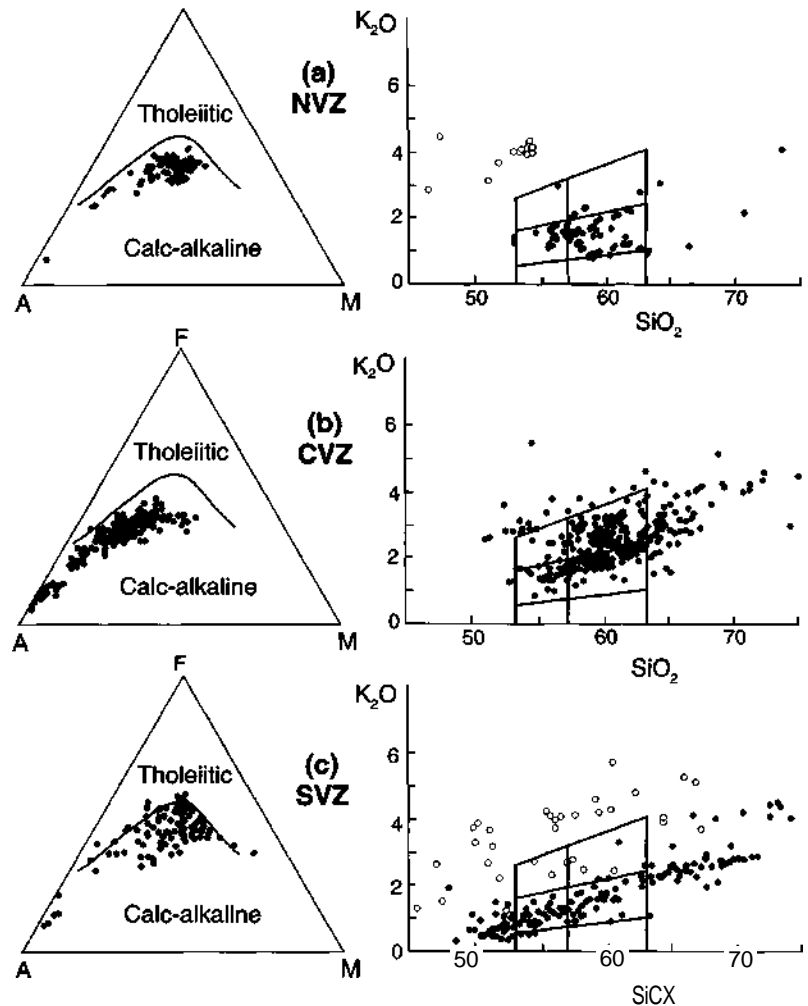 K₂O
(a)
NVZ
Tholeiitic
Calc-alkaline
A
M
6
4
2
0
50
60
70
SiO₂
F
K₂O
(b)
CVZ
Tholeiitic
Calc-alkaline
A
M
6
4
2
0
50
60
70
SiO₂
F
K₂O
(c)
SVZ
Tholeiitic
Calc-alkaline
A
M
6
4
2
0
50
60
70
SiCX